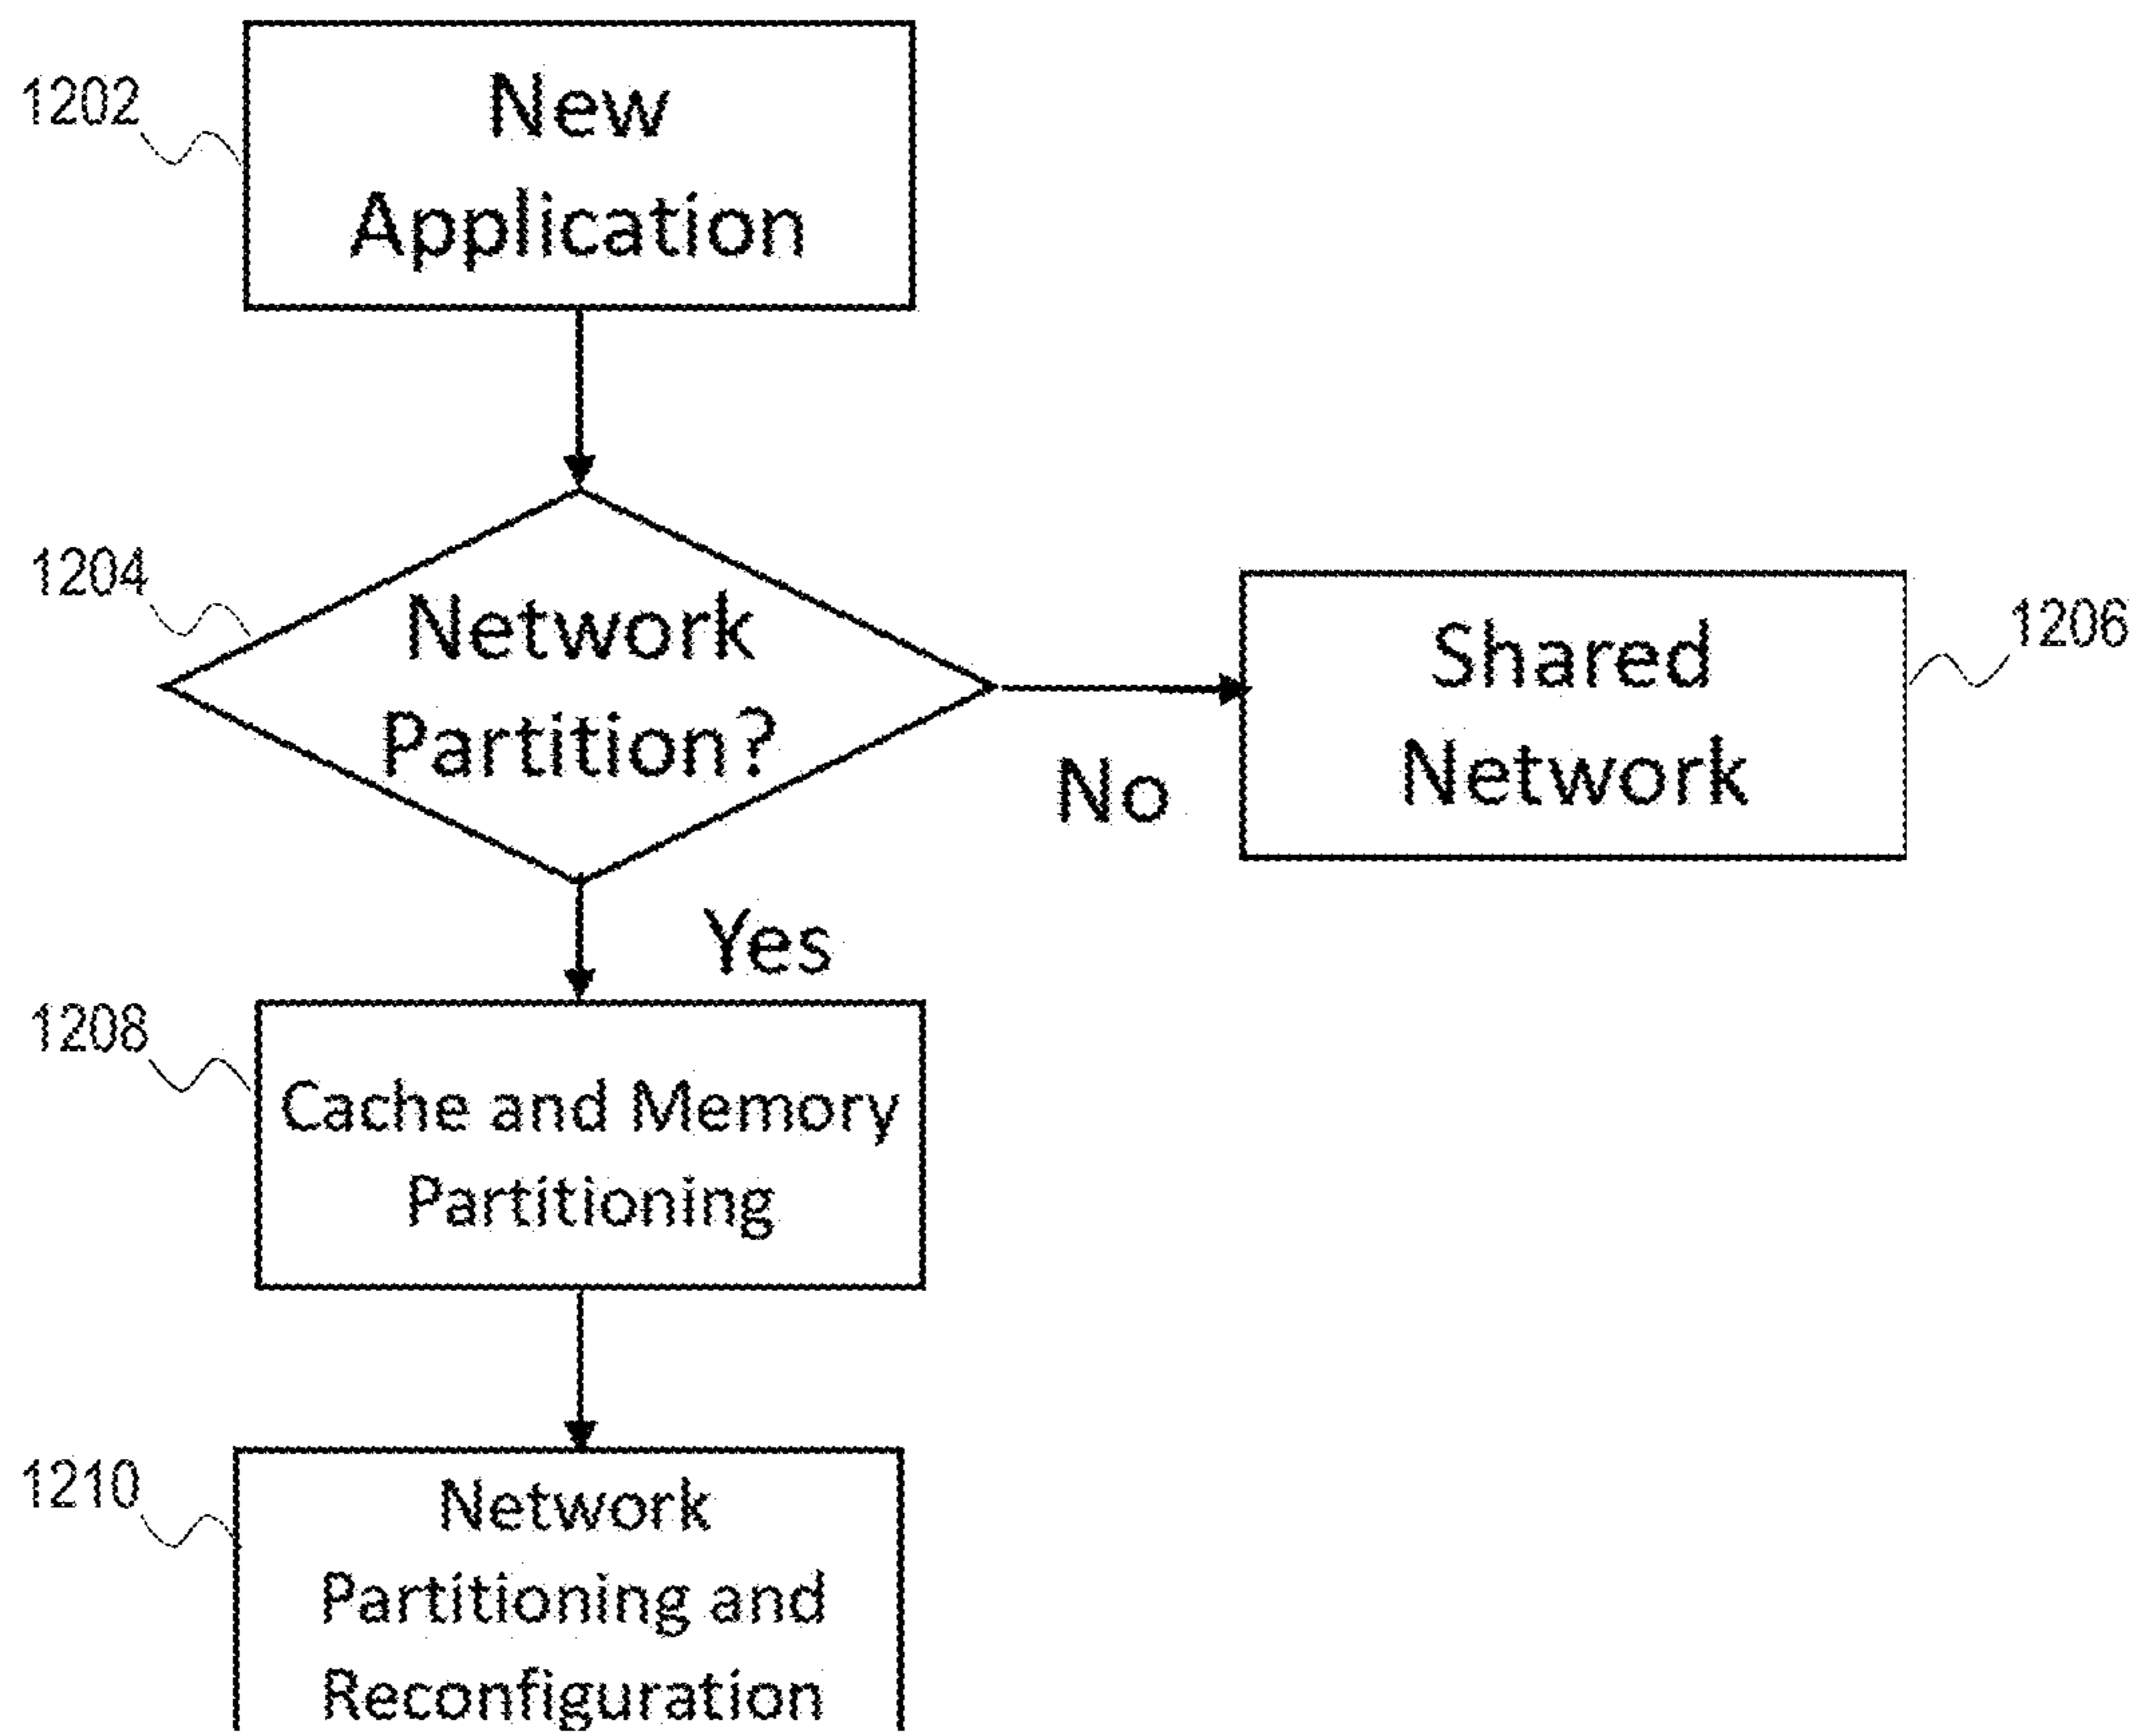 1202
New
Application
1204
Network
Partition?
No
Shared
Network
1206
Yes
1208
Cache and Memory
Partitioning
1210
Network
Partitioning and
Reconfiguration